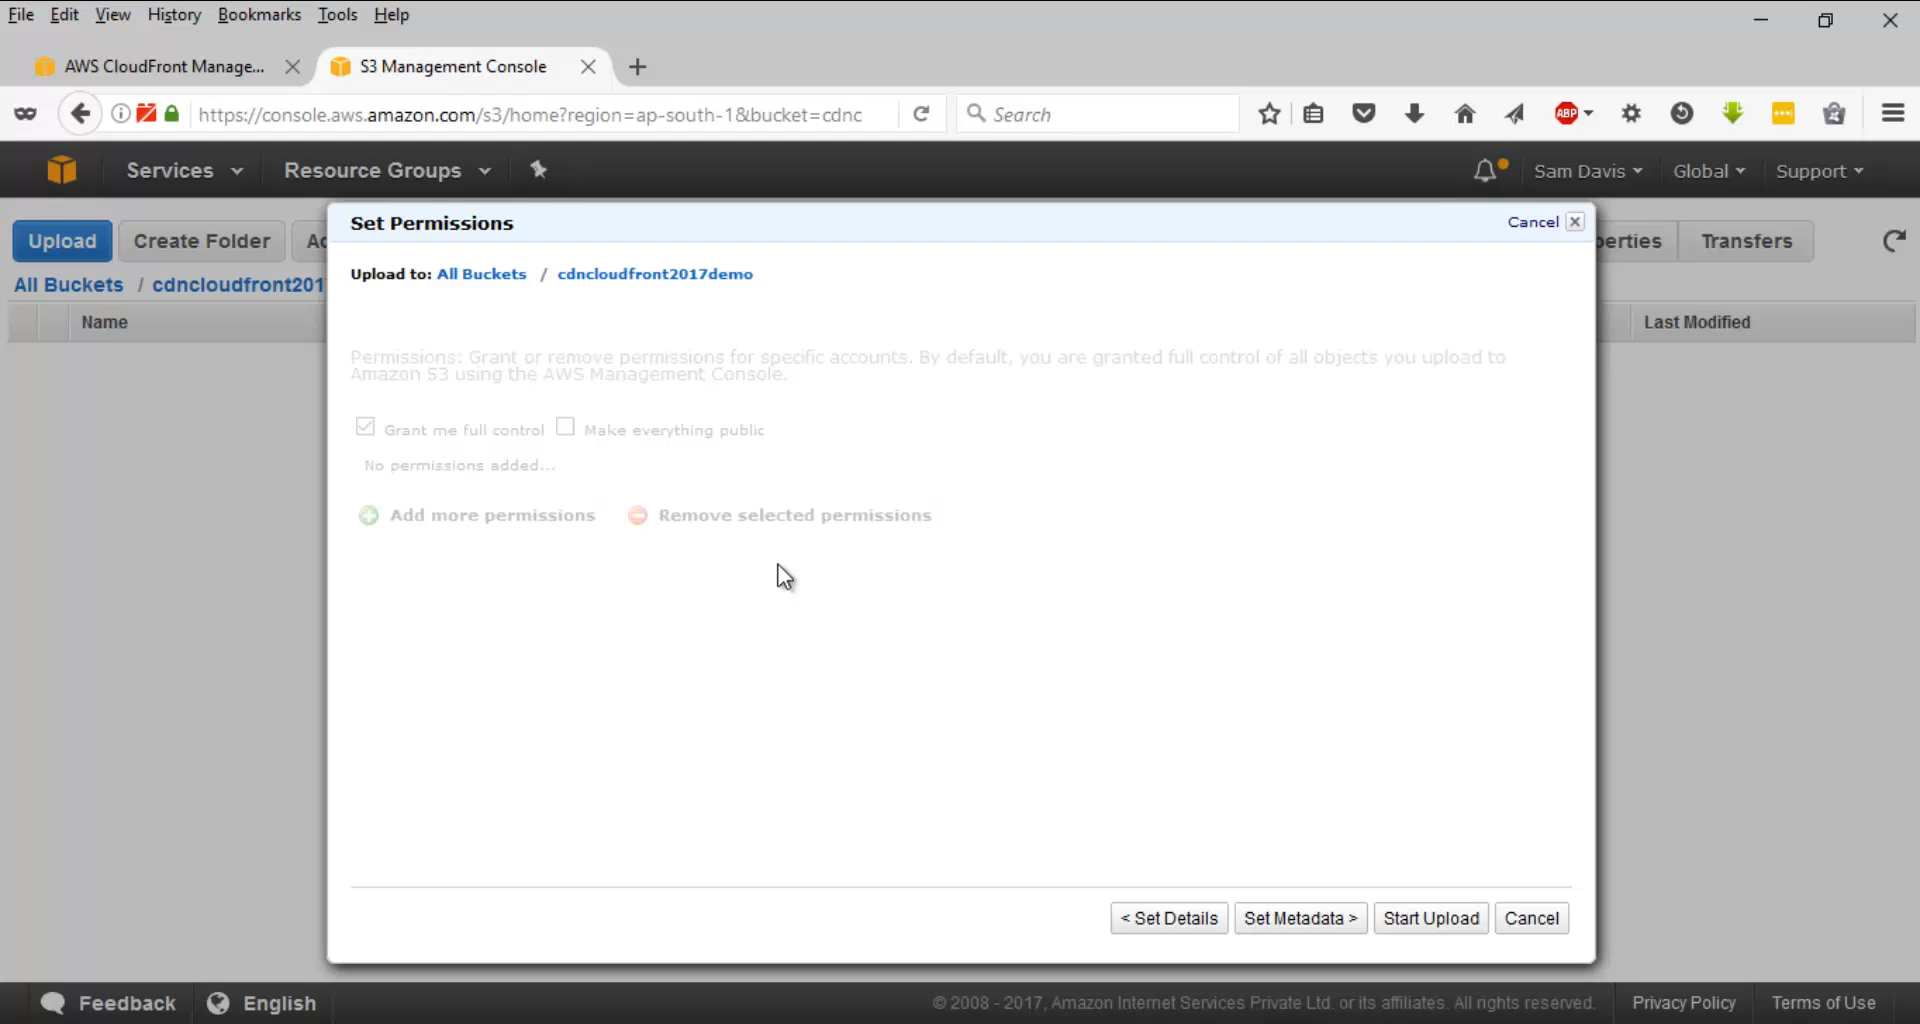 File Edit View History Bookmarks Tools Help
AWS CloudFront Manage... S3 Management Console
https://console.aws.amazon.com/s3/home?region=ap-south-1&bucket=cdnc Search ABP
Services Resource Groups Sam Davis Global Support
Set Permissions Cancel
Upload Create Folder Ac perties Transfers
Upload to: All Buckets / cdncloudfront2017demo
All Buckets / cdncloudfront201
Name Last Modified
Permissions: Grant or remove permissions for specific accounts. By default, you are granted full control of all objects you upload to
Amazon S3 using the AWS Management Console.
Grant me full control Make everything public
No permissions added...
Add more permissions Remove selected permissions
< Set Details Set Metadata > Start Upload Cancel
Feedback English © 2008 - 2017, Amazon Internet Services Private Ltd. or its affiliates. All rights reserved. Privacy Policy Terms of Use